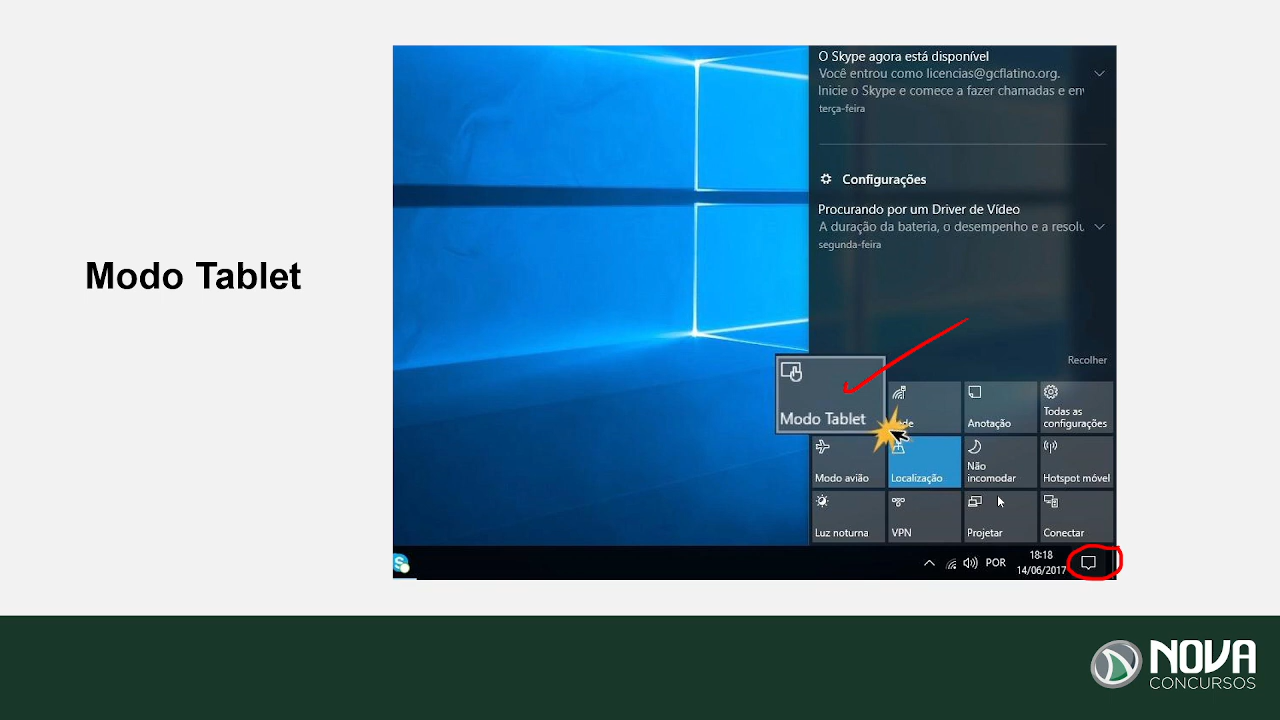 Modo Tablet
O Skype agora está disponível
Você entrou como licencias@gcflatino.org.
Inicie o Skype e comece a fazer chamadas e
terça-feira
Configurações
Procurando por um Driver de Vídeo
A duração da bateria, o desempenho e a
segunda-feira
Recolher
Modo Tablet
Anotação
Todas as
configurações
Modo avião
Localização
Não
incomodar
Hotspot móvel
Luz noturna
VPN
Projetar
Conectar
POR
18:18
14/06/2017
NOVA
CONCURSOS